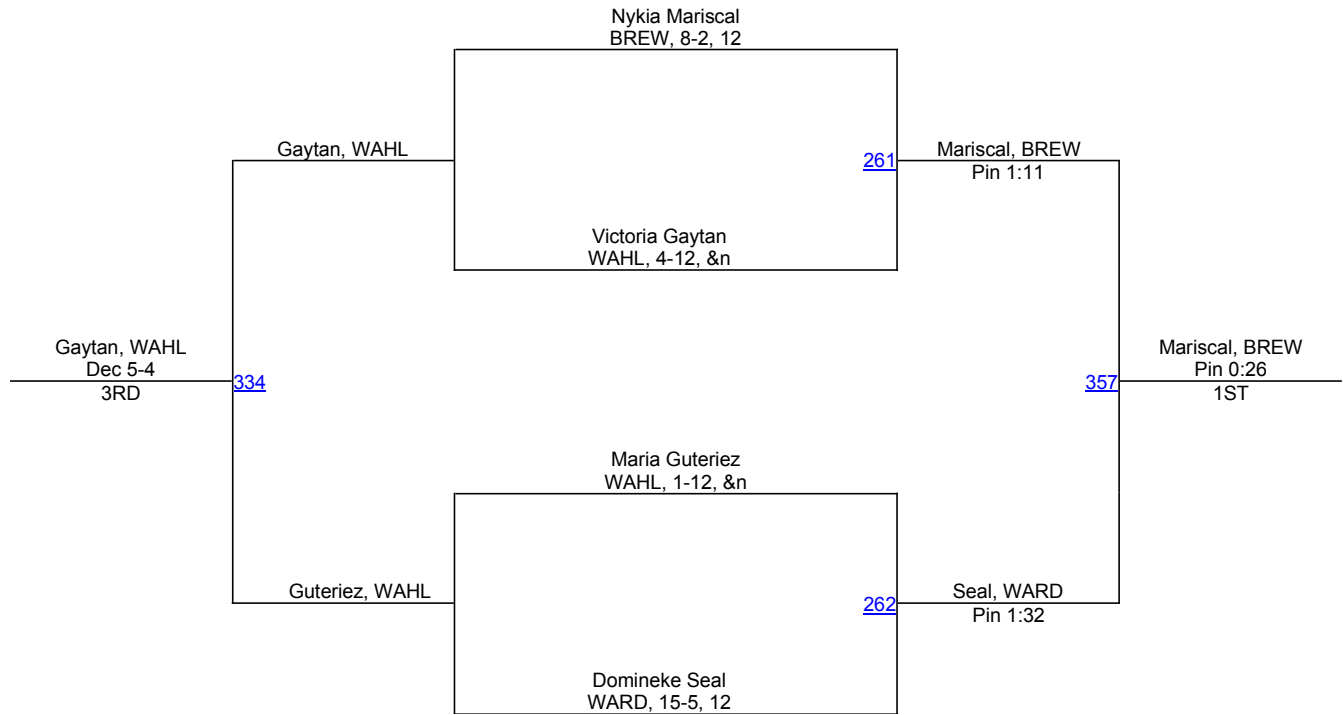 Nykia Mariscal
BREW, 8-2, 12
Gaytan, WAHL
261
Mariscal, BREW
Pin 1:11
Victoria Gaytan
WAHL, 4-12, &n
Gaytan, WAHL
Dec 5-4
3RD
334
357
Mariscal, BREW
Pin 0:26
1ST
Maria Guteriez
WAHL, 1-12, &n
Guteriez, WAHL
262
Seal, WARD
Pin 1:32
Domineke Seal
WARD, 15-5, 12